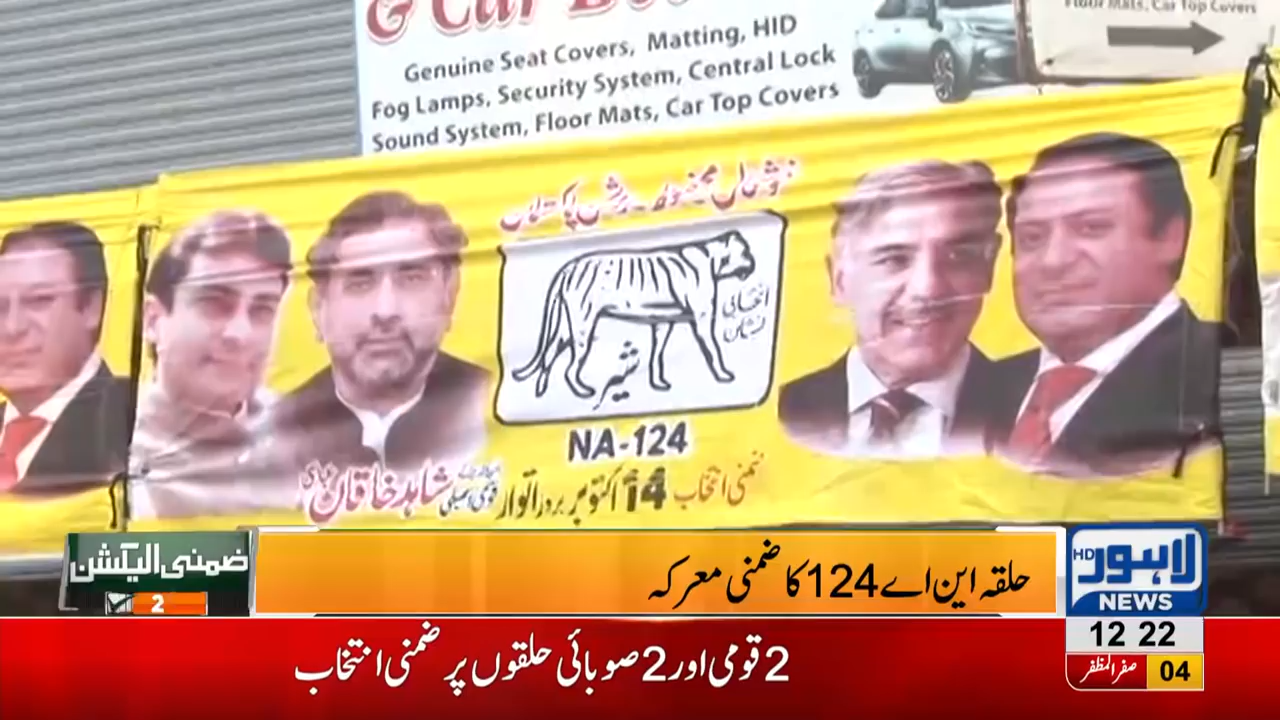 & Car
Genuine Seat Covers, Matting, HID
Fog Lamps, Security System, Central Lock
Sound System, Floor Mats, Car Top Covers
Floor Mats, Car Top Covers
خوشحال محفوظ روشن پاکستان
انتخابی
نشان
شیر
NA-124
ضمنی انتخاب 14 اکتوبر بروز اتوار
شاہد خاقان
ضمنی الیکشن
2
حلقہ این اے 124 کا ضمنی معرکہ
HD
لاہور
NEWS
2 قومی اور 2 صوبائی حلقوں پر ضمنی انتخاب
12 22
04 صفر المظفر